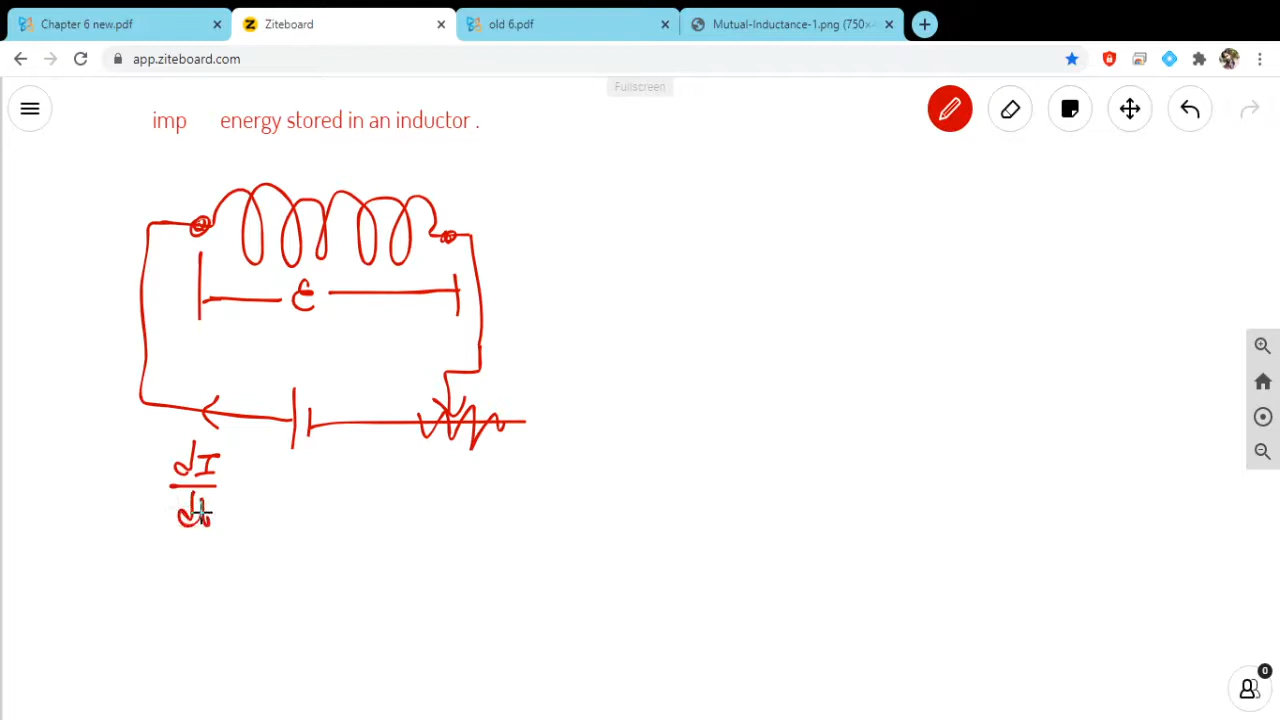 Chapter 6 new.pdf
Ziteboard
old 6.pdf
Mutual-Inductance-1.png (750×
app.ziteboard.com
Fullscreen
imp energy stored in an inductor .
ε
dI
dt
0